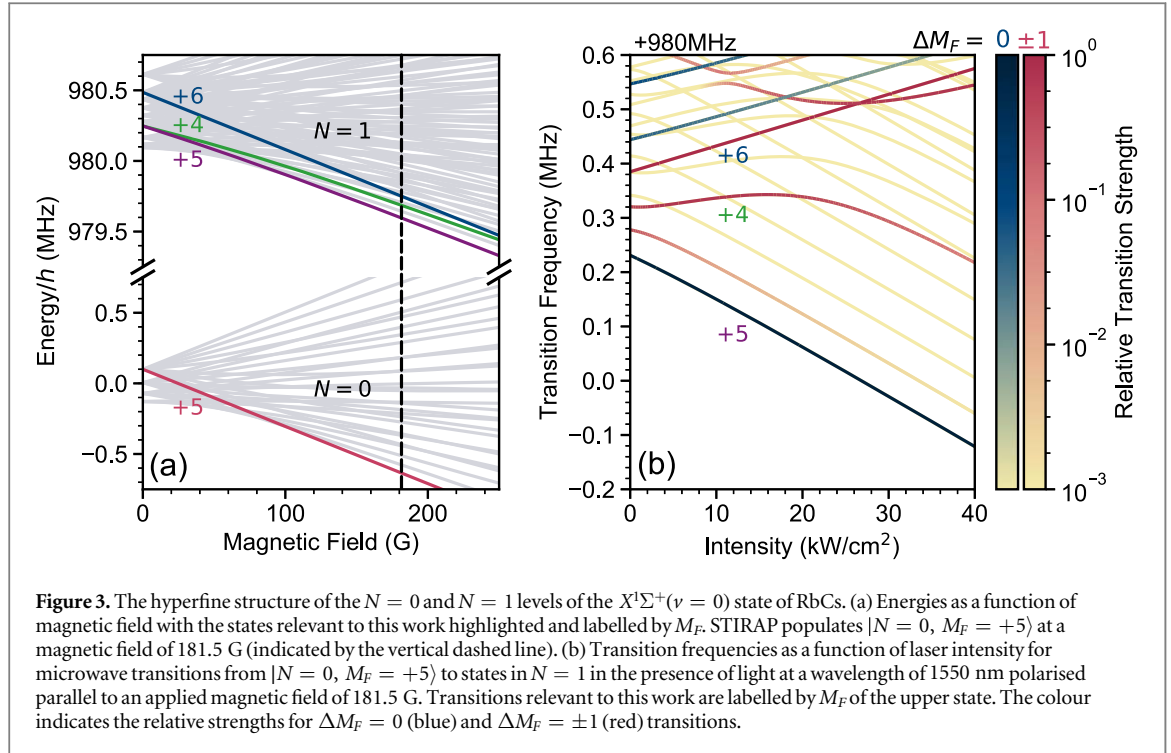 +980MHz
ΔM_F = 0 ±1
980.5
980.0
979.5
0.5
0.0
−0.5
Energy/h (MHz)
+6
+4
+5
N = 1
N = 0
+5
(a)
0
100
200
Magnetic Field (G)
0.6
0.5
0.4
0.3
0.2
0.1
0.0
−0.1
−0.2
Transition Frequency (MHz)
+6
+4
+5
(b)
0
10
20
30
40
Intensity (kW/cm²)
10⁰
10⁻¹
10⁻²
10⁻³
Relative Transition Strength
Figure 3. The hyperfine structure of the N = 0 and N = 1 levels of the X¹Σ⁺(ν = 0) state of RbCs. (a) Energies as a function of
magnetic field with the states relevant to this work highlighted and labelled by M_F. STIRAP populates |N = 0, M_F = +5⟩ at a
magnetic field of 181.5 G (indicated by the vertical dashed line). (b) Transition frequencies as a function of laser intensity for
microwave transitions from |N = 0, M_F = +5⟩ to states in N = 1 in the presence of light at a wavelength of 1550 nm polarised
parallel to an applied magnetic field of 181.5 G. Transitions relevant to this work are labelled by M_F of the upper state. The colour
indicates the relative strengths for ΔM_F = 0 (blue) and ΔM_F = ±1 (red) transitions.